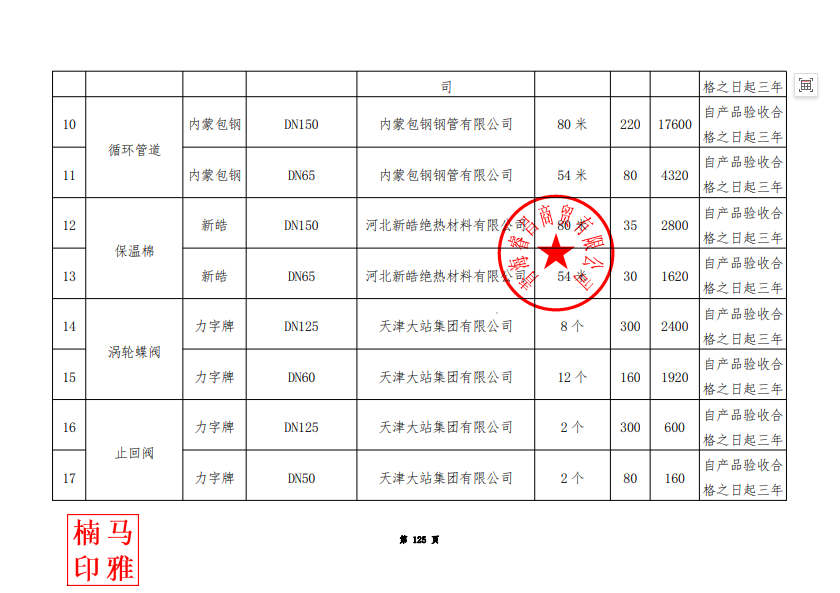 司 格之日起三年
10 循环管道 内蒙包钢 DN150 内蒙包钢钢管有限公司 80 米 220 17600 自产品验收合
格之日起三年
11 内蒙包钢 DN65 内蒙包钢钢管有限公司 54 米 80 4320 自产品验收合
格之日起三年
12 保温棉 新皓 DN150 河北新皓绝热材料有限公司 80 米 35 2800 自产品验收合
格之日起三年
13 新皓 DN65 河北新皓绝热材料有限公司 54 米 30 1620 自产品验收合
格之日起三年
14 涡轮蝶阀 力字牌 DN125 天津大站集团有限公司 8 个 300 2400 自产品验收合
格之日起三年
15 力字牌 DN60 天津大站集团有限公司 12 个 160 1920 自产品验收合
格之日起三年
16 止回阀 力字牌 DN125 天津大站集团有限公司 2 个 300 600 自产品验收合
格之日起三年
17 力字牌 DN50 天津大站集团有限公司 2 个 80 160 自产品验收合
格之日起三年
商贸有限公司
楠马
印雅
第 125 页